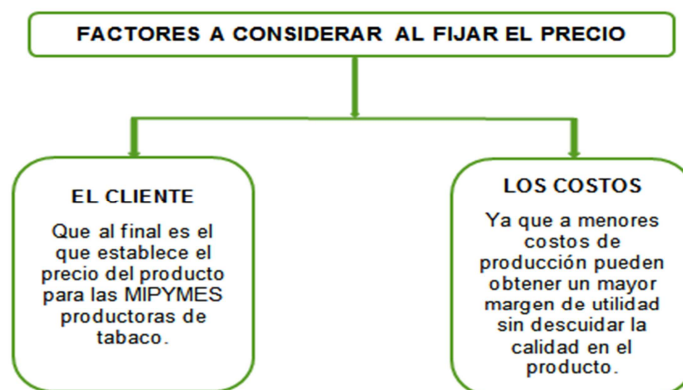 FACTORES A CONSIDERAR AL FIJAR EL PRECIO
EL CLIENTE
Que al final es el
que establece el
precio del producto
para las MIPYMES
productoras de
tabaco.
LOS COSTOS
Ya que a menores
costos de
producción pueden
obtener un mayor
margen de utilidad
sin descuidar la
calidad en el
producto.